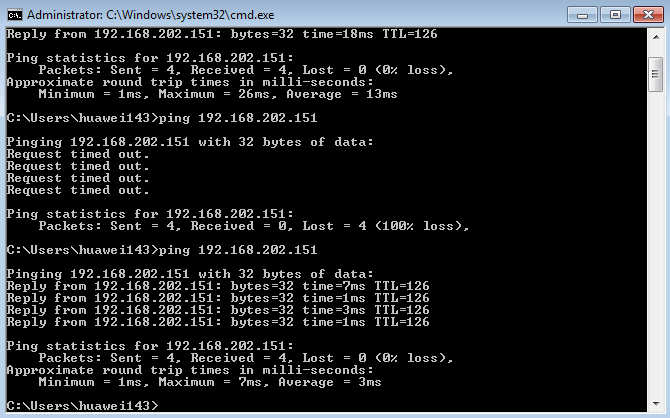 Administrator: C:\Windows\system32\cmd.exe
Reply from 192.168.202.151: bytes=32 time=18ms TTL=126
Ping statistics for 192.168.202.151:
    Packets: Sent = 4, Received = 4, Lost = 0 (0% loss),
Approximate round trip times in milli-seconds:
    Minimum = 1ms, Maximum = 26ms, Average = 13ms
C:\Users\huawei143>ping 192.168.202.151
Pinging 192.168.202.151 with 32 bytes of data:
Request timed out.
Request timed out.
Request timed out.
Request timed out.
Ping statistics for 192.168.202.151:
    Packets: Sent = 4, Received = 0, Lost = 4 (100% loss),
C:\Users\huawei143>ping 192.168.202.151
Pinging 192.168.202.151 with 32 bytes of data:
Reply from 192.168.202.151: bytes=32 time=7ms TTL=126
Reply from 192.168.202.151: bytes=32 time=1ms TTL=126
Reply from 192.168.202.151: bytes=32 time=3ms TTL=126
Reply from 192.168.202.151: bytes=32 time=1ms TTL=126
Ping statistics for 192.168.202.151:
    Packets: Sent = 4, Received = 4, Lost = 0 (0% loss),
Approximate round trip times in milli-seconds:
    Minimum = 1ms, Maximum = 7ms, Average = 3ms
C:\Users\huawei143>